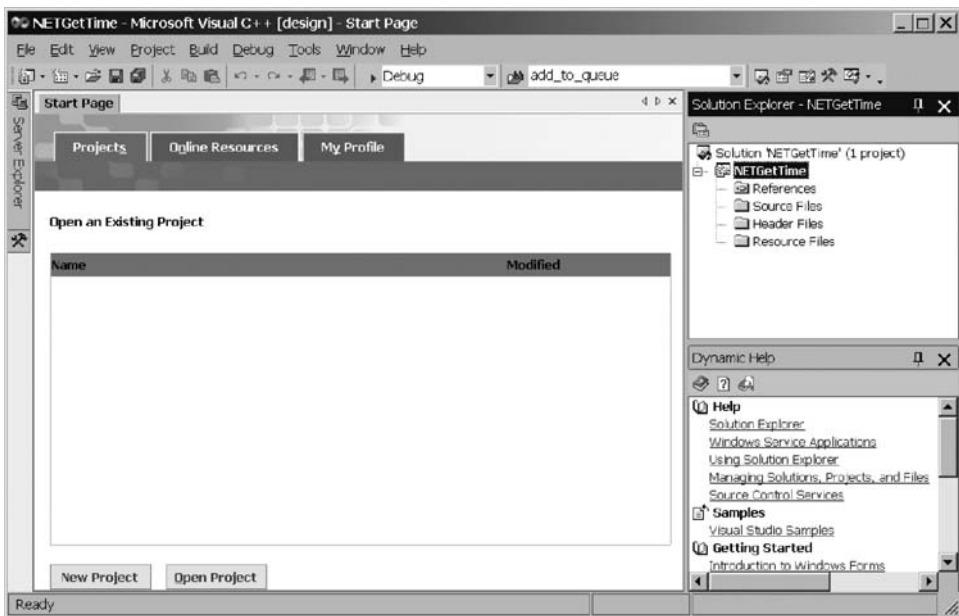 NETGetTime - Microsoft Visual C++ [design] - Start Page
File Edit View Project Build Debug Tools Window Help
Debug
add_to_queue
Server Explorer
Start Page
Projects
Online Resources
My Profile
Open an Existing Project
Name Modified
New Project
Open Project
Solution Explorer - NETGetTime
Solution 'NETGetTime' (1 project)
NETGetTime
References
Source Files
Header Files
Resource Files
Dynamic Help
Help
Solution Explorer
Windows Service Applications
Using Solution Explorer
Managing Solutions, Projects, and Files
Source Control Services
Samples
Visual Studio Samples
Getting Started
Introduction to Windows Forms
Ready